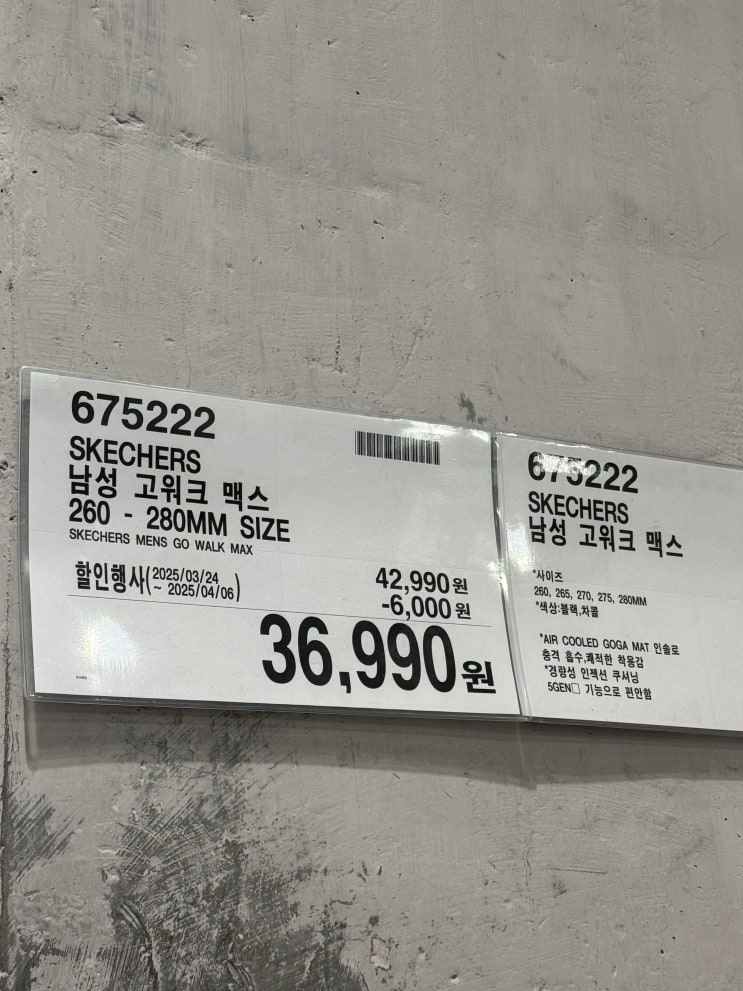 675222
SKECHERS
남성 고워크 맥스
260 - 280MM SIZE
SKECHERS MENS GO WALK MAX
할인행사(2025/03/24
~ 2025/04/06)
42,990원
-6,000원
36,990원
675222
SKECHERS
남성 고워크 맥스
*사이즈
260, 265, 270, 275, 280MM
*색상:블랙,차콜
*AIR COOLED GOGA MAT 인솔로
충격 흡수,쾌적한 착용감
*경량성 인젝션 쿠셔닝
5GEN□ 기능으로 편안함